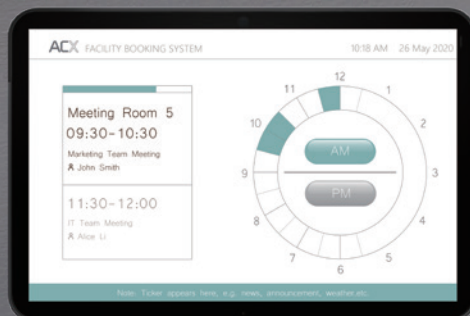 ACX FACILITY BOOKING SYSTEM
10:18 AM 26 May 2020
Meeting Room 5
09:30-10:30
Marketing Team Meeting
John Smith
11:30-12:00
IT Team Meeting
Alice Li
12
1
2
3
4
5
6
7
8
9
10
11
AM
PM
Note: Ticker appears here, e.g. news, announcement, weather.etc